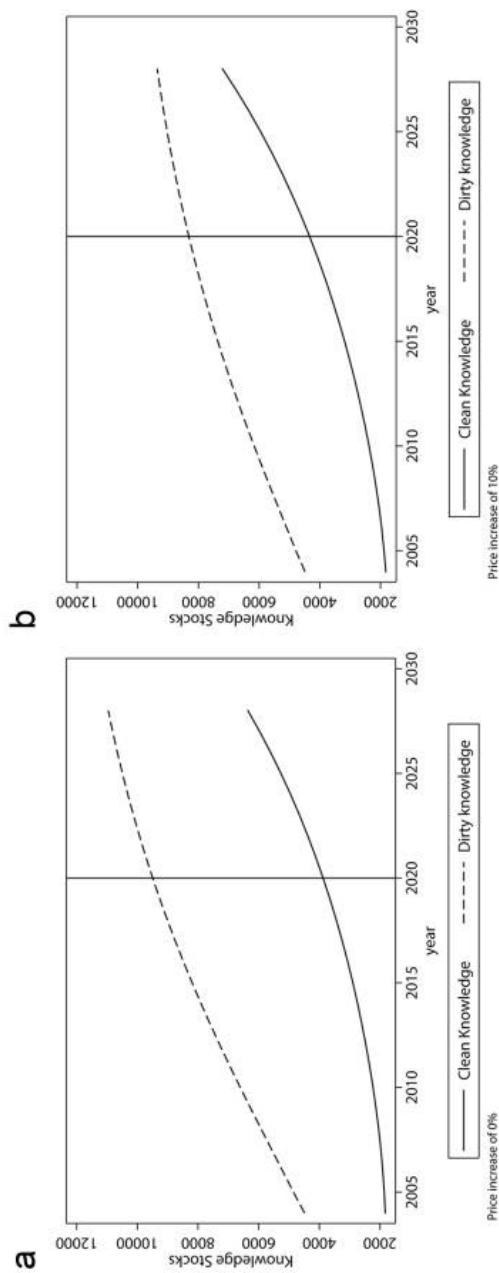 a
Knowledge Stocks
12000
10000
8000
6000
4000
2000
2005 2010 2015 2020 2025 2030
year
Clean Knowledge Dirty knowledge
Price increase of 0%
b
Knowledge Stocks
12000
10000
8000
6000
4000
2000
2005 2010 2015 2020 2025 2030
year
Clean Knowledge Dirty knowledge
Price increase of 10%